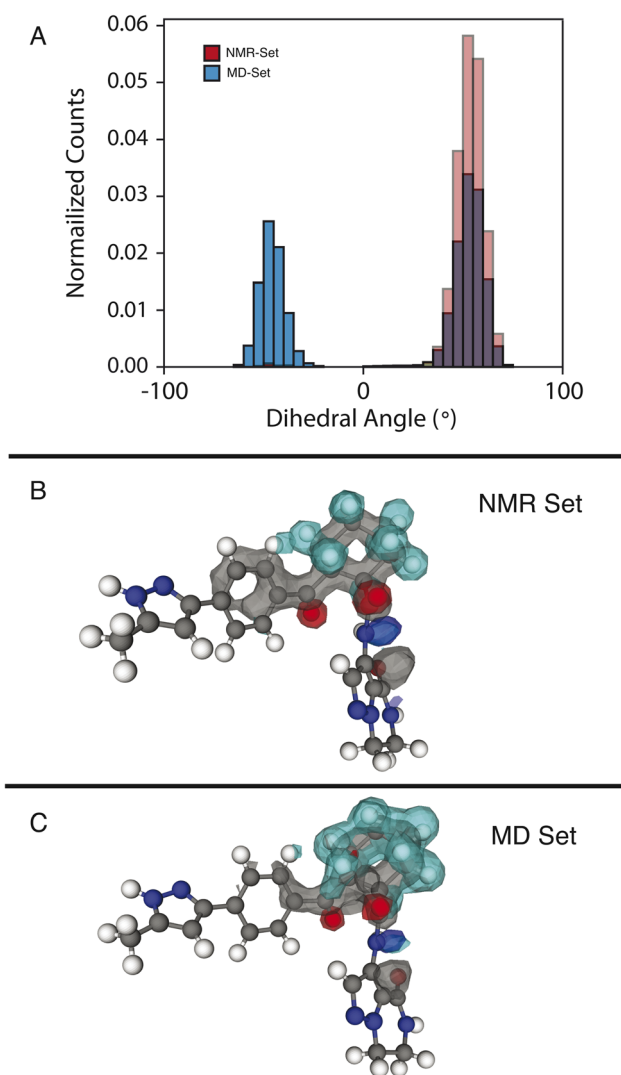 A
0.06
0.05
0.04
0.03
0.02
0.01
0.00
Normailized Counts
NMR-Set
MD-Set
-100
0
100
Dihedral Angle (°)
B
NMR Set
C
MD Set